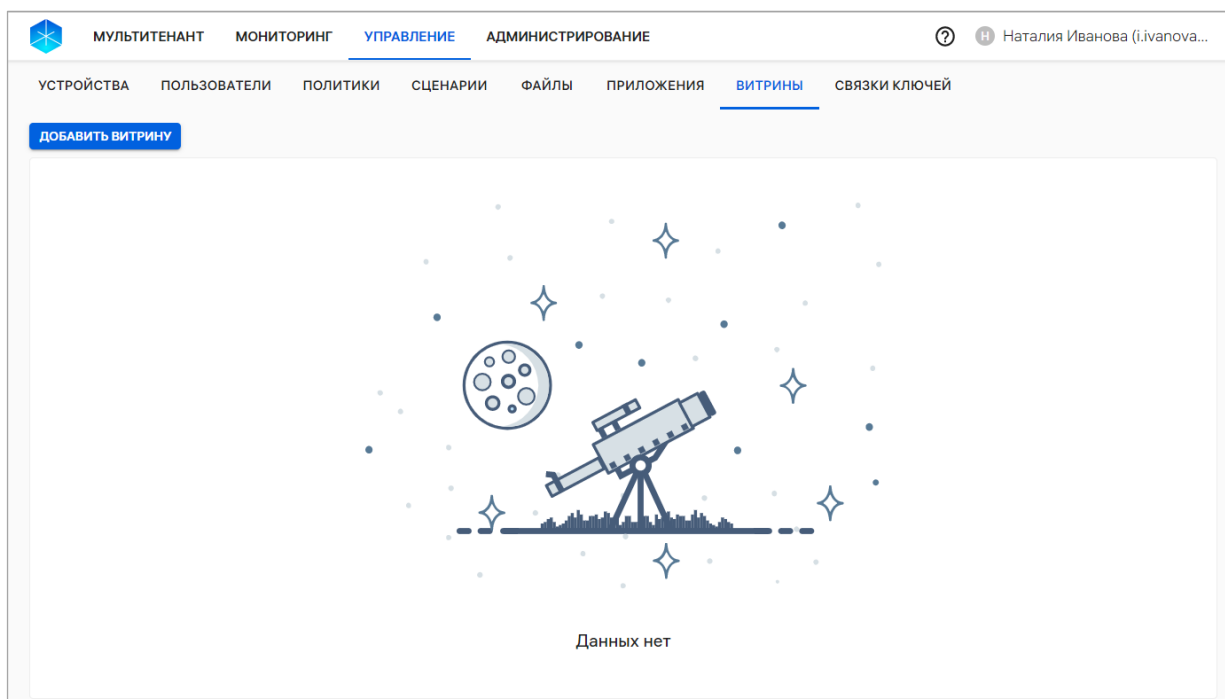 МУЛЬТИТЕНАНТ МОНИТОРИНГ УПРАВЛЕНИЕ АДМИНИСТРИРОВАНИЕ Н Наталия Иванова (i.ivanova...
УСТРОЙСТВА ПОЛЬЗОВАТЕЛИ ПОЛИТИКИ СЦЕНАРИИ ФАЙЛЫ ПРИЛОЖЕНИЯ ВИТРИНЫ СВЯЗКИ КЛЮЧЕЙ
ДОБАВИТЬ ВИТРИНУ
Данных нет